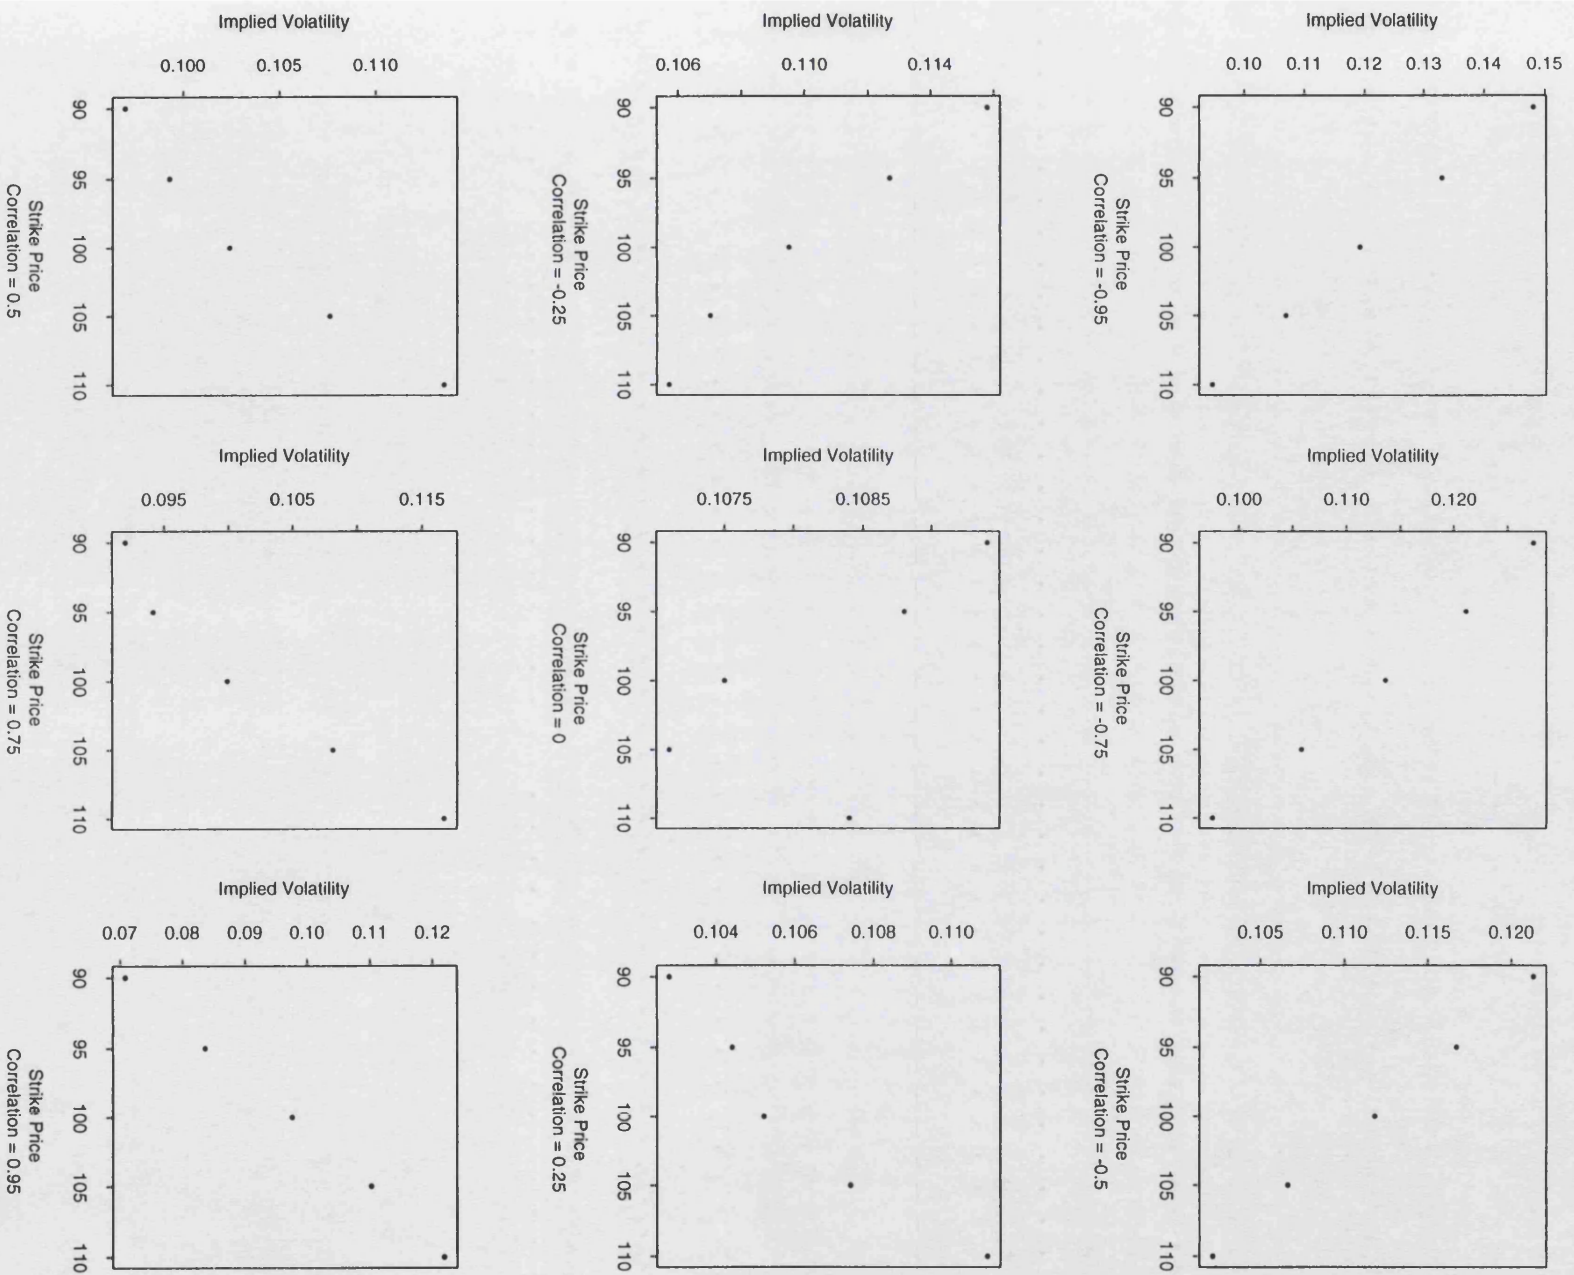 Implied Volatility
0.10 0.11 0.12 0.13 0.14 0.15
90 95 100 105 110
Strike Price
Correlation = -0.95
Implied Volatility
0.100 0.110 0.120
90 95 100 105 110
Strike Price
Correlation = -0.75
Implied Volatility
0.105 0.110 0.115 0.120
90 95 100 105 110
Strike Price
Correlation = -0.5
Implied Volatility
0.106 0.110 0.114
90 95 100 105 110
Strike Price
Correlation = -0.25
Implied Volatility
0.1075 0.1085
90 95 100 105 110
Strike Price
Correlation = 0
Implied Volatility
0.104 0.106 0.108 0.110
90 95 100 105 110
Strike Price
Correlation = 0.25
Implied Volatility
0.100 0.105 0.110
90 95 100 105 110
Strike Price
Correlation = 0.5
Implied Volatility
0.095 0.105 0.115
90 95 100 105 110
Strike Price
Correlation = 0.75
Implied Volatility
0.07 0.08 0.09 0.10 0.11 0.12
90 95 100 105 110
Strike Price
Correlation = 0.95